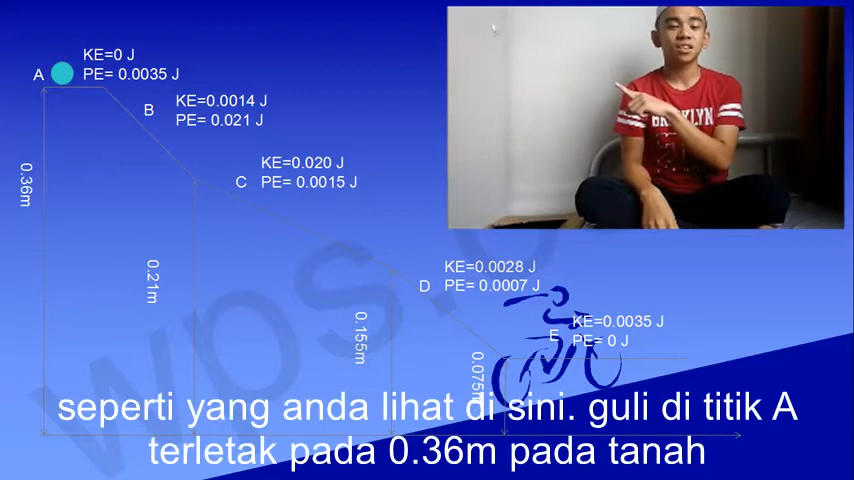 KE=0 J
A
PE= 0.0035 J
B
KE=0.0014 J
PE= 0.021 J
KE=0.020 J
C
PE= 0.0015 J
0.36m
0.21m
0.155m
0.075m
D
KE=0.0028 J
PE= 0.0007 J
E
KE=0.0035 J
PE= 0 J
BROOKLYN
wps.
seperti yang anda lihat di sini. guli di titik A
terletak pada 0.36m pada tanah